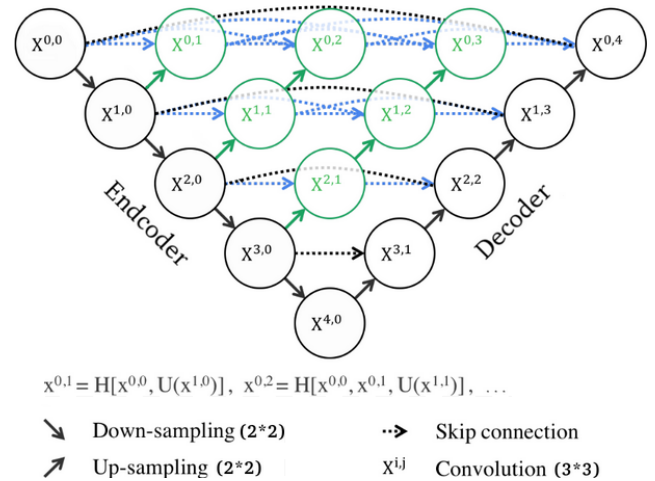 X⁰,⁰ X⁰,¹ X⁰,² X⁰,³ X⁰,⁴
X¹,⁰ X¹,¹ X¹,² X¹,³
X²,⁰ X²,¹ X²,²
Endcoder
Decoder
X³,⁰ X³,¹
X⁴,⁰
x⁰,¹ = H[x⁰,⁰, U(x¹,⁰)], x⁰,² = H[x⁰,⁰, x⁰,¹, U(x¹,¹)], ...
Down-sampling (2*2) Skip connection
Up-sampling (2*2) Xⁱ,ʲ Convolution (3*3)